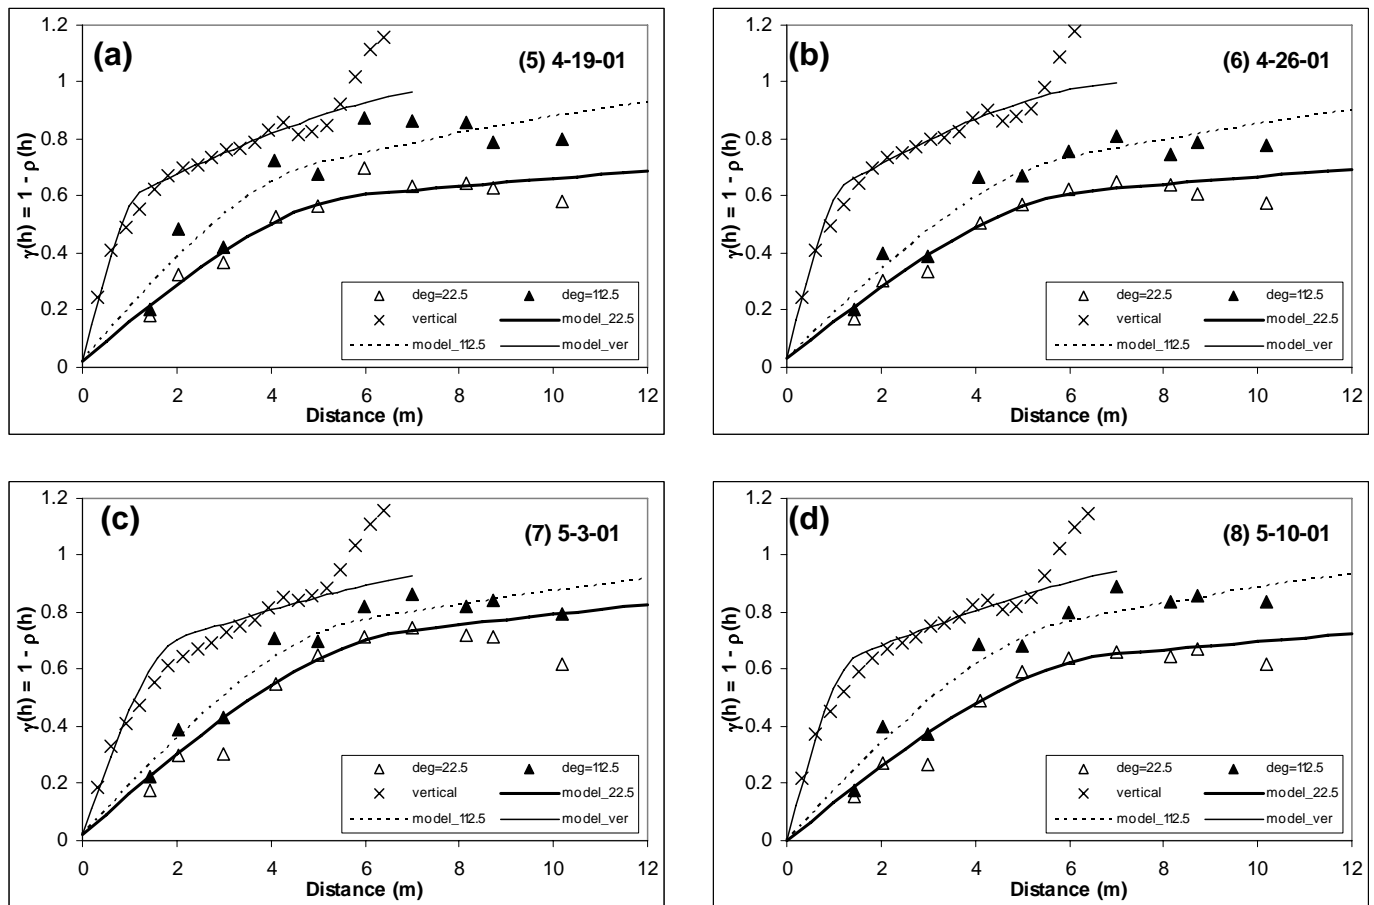 (a)
(5) 4-19-01
γ(h) = 1 - ρ(h)
1.2
1
0.8
0.6
0.4
0.2
0
deg=22.5 deg=112.5
vertical model_22.5
model_112.5 model_ver
0 2 4 6 8 10 12
Distance (m)
(b)
(6) 4-26-01
γ(h) = 1 - ρ(h)
1.2
1
0.8
0.6
0.4
0.2
0
deg=22.5 deg=112.5
vertical model_22.5
model_112.5 model_ver
0 2 4 6 8 10 12
Distance (m)
(c)
(7) 5-3-01
γ(h) = 1 - ρ(h)
1.2
1
0.8
0.6
0.4
0.2
0
deg=22.5 deg=112.5
vertical model_22.5
model_112.5 model_ver
0 2 4 6 8 10 12
Distance (m)
(d)
(8) 5-10-01
γ(h) = 1 - ρ(h)
1.2
1
0.8
0.6
0.4
0.2
0
deg=22.5 deg=112.5
vertical model_22.5
model_112.5 model_ver
0 2 4 6 8 10 12
Distance (m)